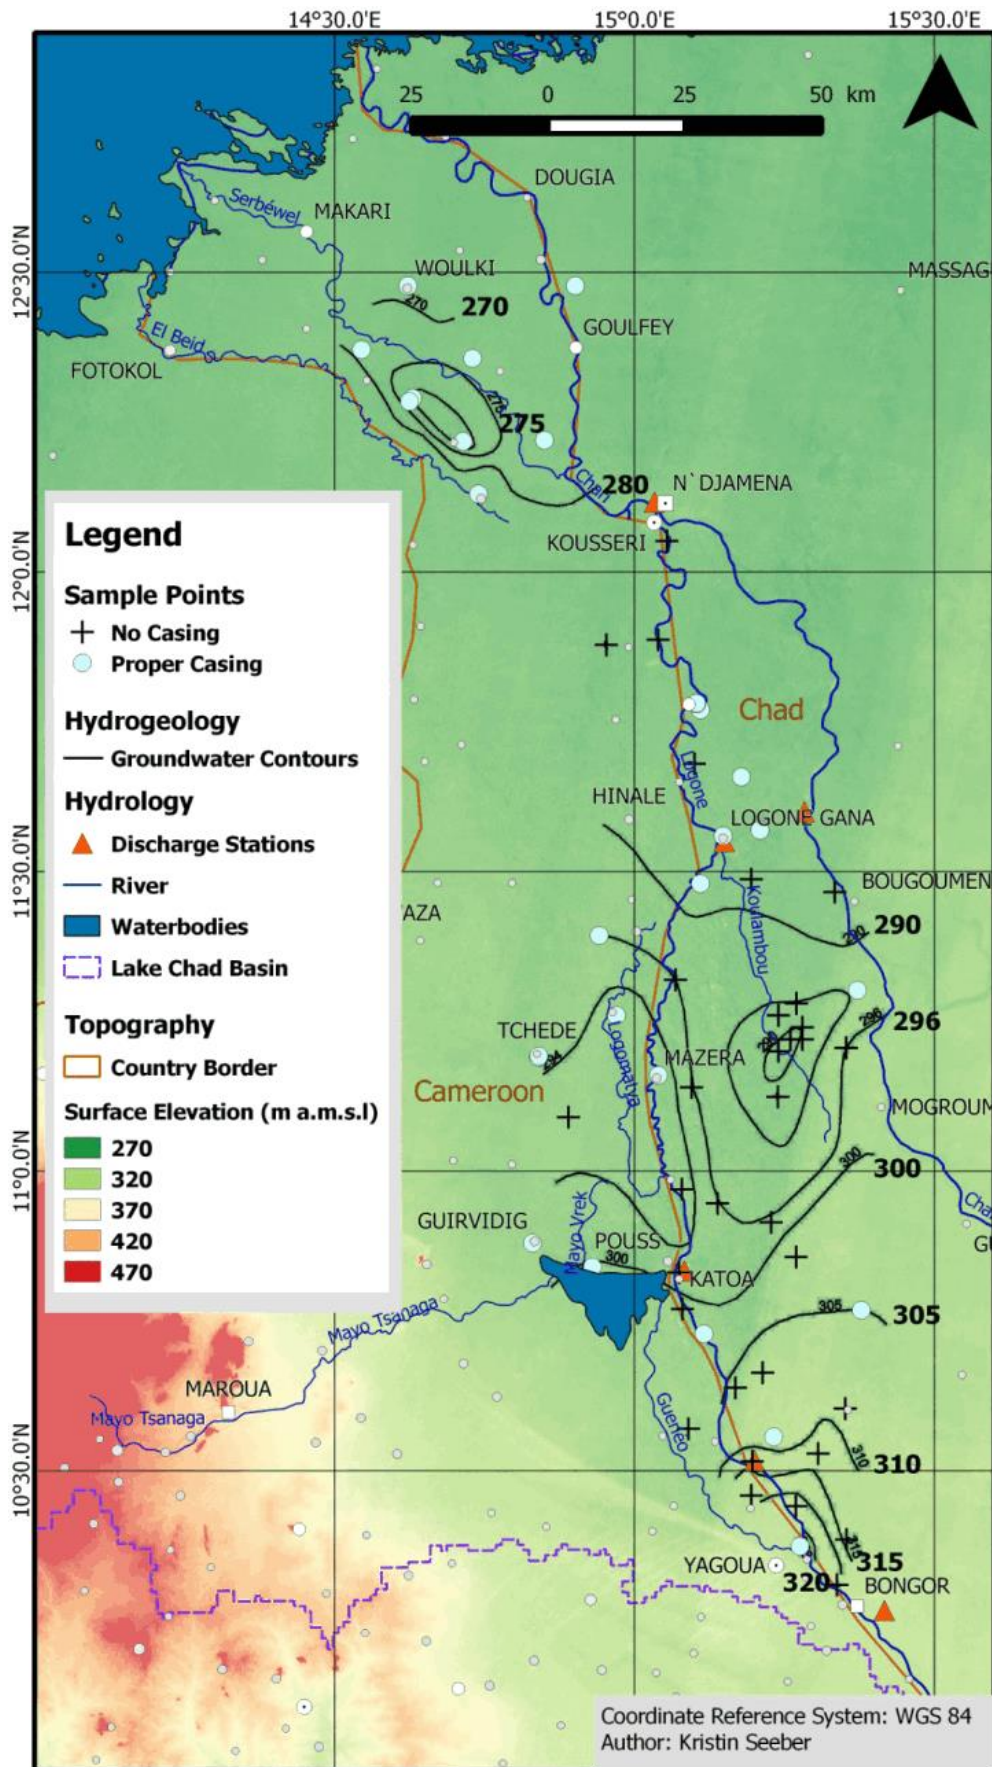 14°30.0'E 15°0.0'E 15°30.0'E
25 0 25 50 km
DOUGIA
Serbéwel
MAKARI
12°30.0'N
WOULKI
MASSAG
270
270
GOULFEY
El Beid
FOTOKOL
275
275
Chari
280
N`DJAMENA
KOUSSERI
12°0.0'N
Legend
Sample Points
No Casing
Proper Casing
Hydrogeology
Groundwater Contours
Hydrology
Discharge Stations
River
Waterbodies
Lake Chad Basin
Topography
Country Border
Surface Elevation (m a.m.s.l)
270
320
370
420
470
Chad
Logone
HINALE
LOGONE GANA
11°30.0'N
BOUGOUMEN
Koulambou
AZA
290
290
296
296
TCHEDE
294
Logomatya
MAZERA
Cameroon
MOGROUM
11°0.0'N
300
300
Cha
GUIRVIDIG
Mayo Vrek
POUSS
GU
300
KATOA
Mayo Tsanaga
305
305
MAROUA
Mayo Tsanaga
Gueneo
10°30.0'N
310
310
315
315
YAGOUA
320
BONGOR
Coordinate Reference System: WGS 84
Author: Kristin Seeber